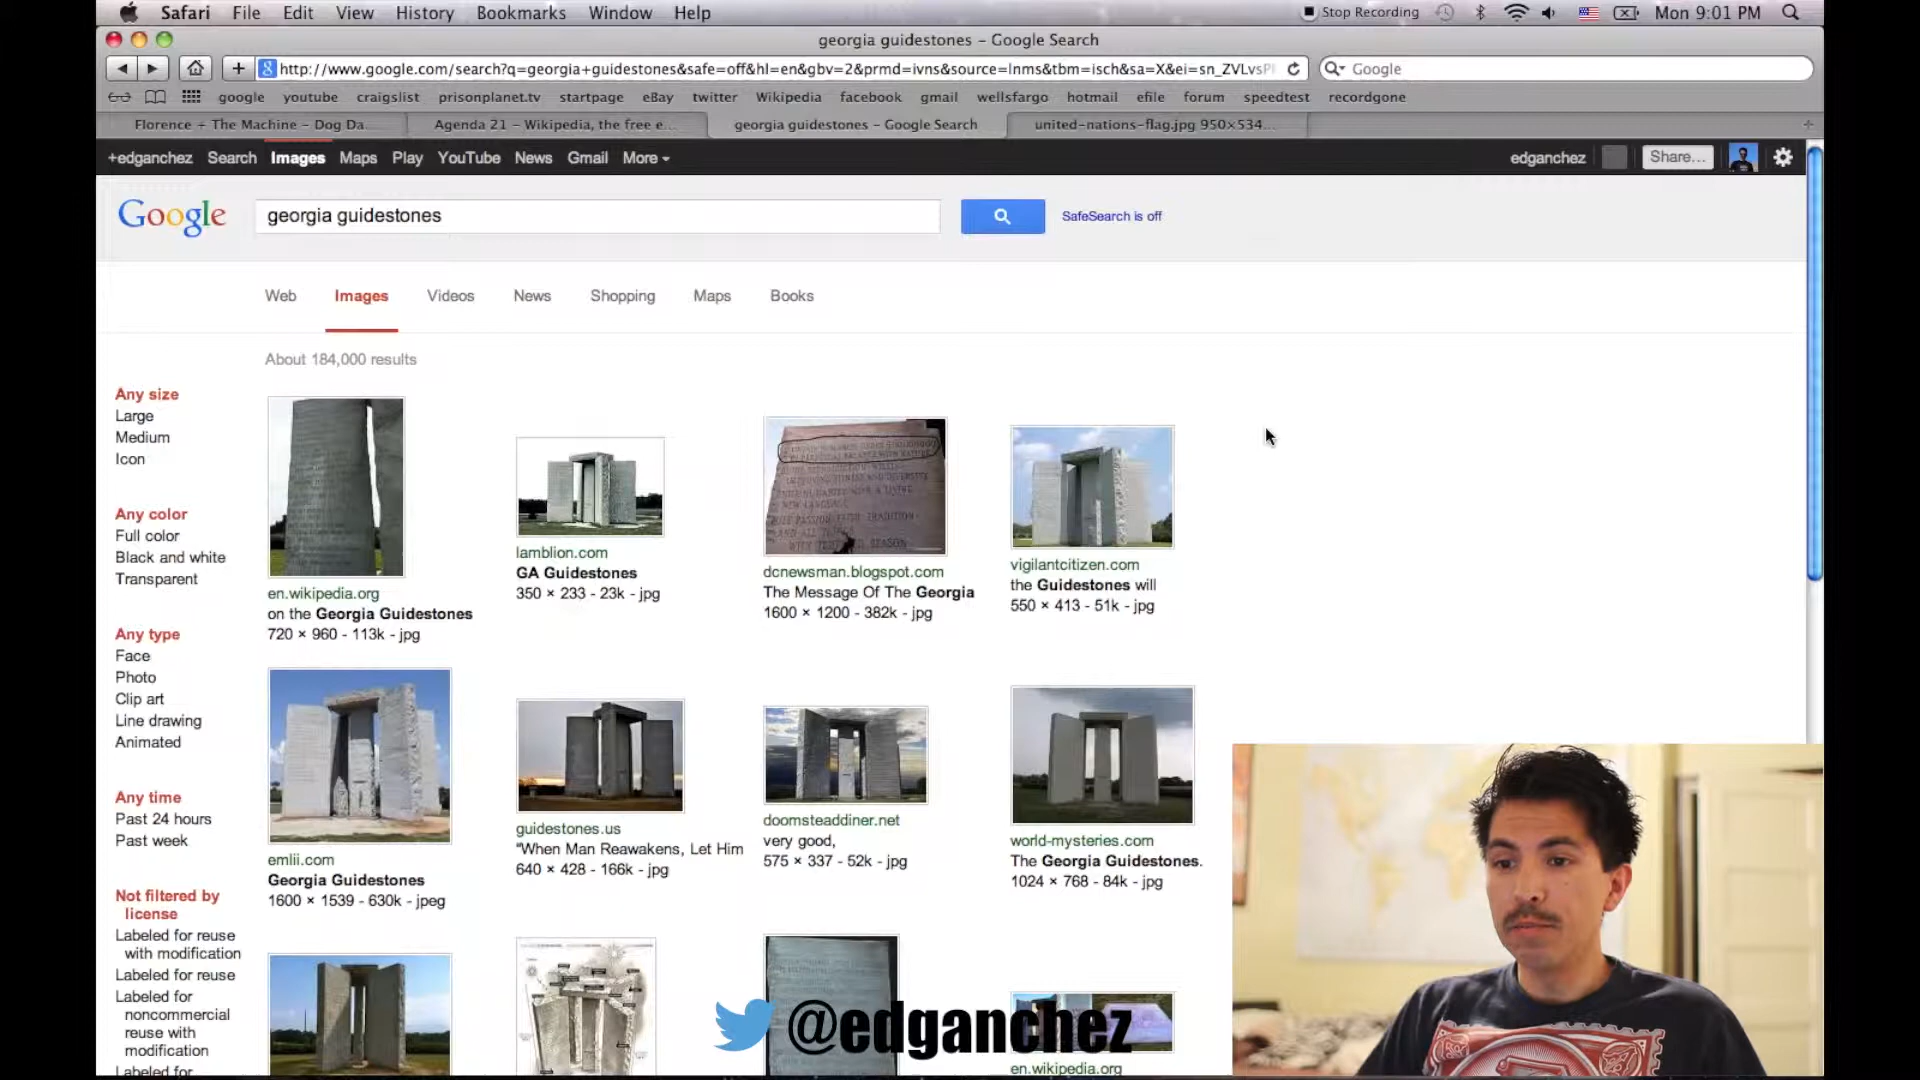 Safari File Edit View History Bookmarks Window Help Stop Recording Mon 9:01 PM
georgia guidestones – Google Search
http://www.google.com/search?q=georgia+guidestones&safe=off&hl=en&gbv=2&prmd=ivns&source=lnms&tbm=isch&sa=X&ei=sn_ZVLvsP Google
google youtube craigslist prisonplanet.tv startpage eBay twitter Wikipedia facebook gmail wellsfargo hotmail efile forum speedtest recordgone
Florence + The Machine – Dog Da... Agenda 21 – Wikipedia, the free e... georgia guidestones – Google Search united-nations-flag.jpg 950×534...
+edganchez Search Images Maps Play YouTube News Gmail More edganchez Share...
Google georgia guidestones SafeSearch is off
Web Images Videos News Shopping Maps Books
About 184,000 results
Any size
Large
Medium
Icon
Any color
Full color
Black and white
Transparent
Any type
Face
Photo
Clip art
Line drawing
Animated
Any time
Past 24 hours
Past week
Not filtered by
license
Labeled for reuse
with modification
Labeled for reuse
Labeled for
noncommercial
reuse with
modification
Labeled for
en.wikipedia.org
on the Georgia Guidestones
720 × 960 - 113k - jpg
lamblion.com
GA Guidestones
350 × 233 - 23k - jpg
dcnewsman.blogspot.com
The Message Of The Georgia
1600 × 1200 - 382k - jpg
vigilantcitizen.com
the Guidestones will
550 × 413 - 51k - jpg
emlii.com
Georgia Guidestones
1600 × 1539 - 630k - jpeg
guidestones.us
"When Man Reawakens, Let Him
640 × 428 - 166k - jpg
doomsteaddiner.net
very good,
575 × 337 - 52k - jpg
world-mysteries.com
The Georgia Guidestones.
1024 × 768 - 84k - jpg
en.wikipedia.org
@edganchez